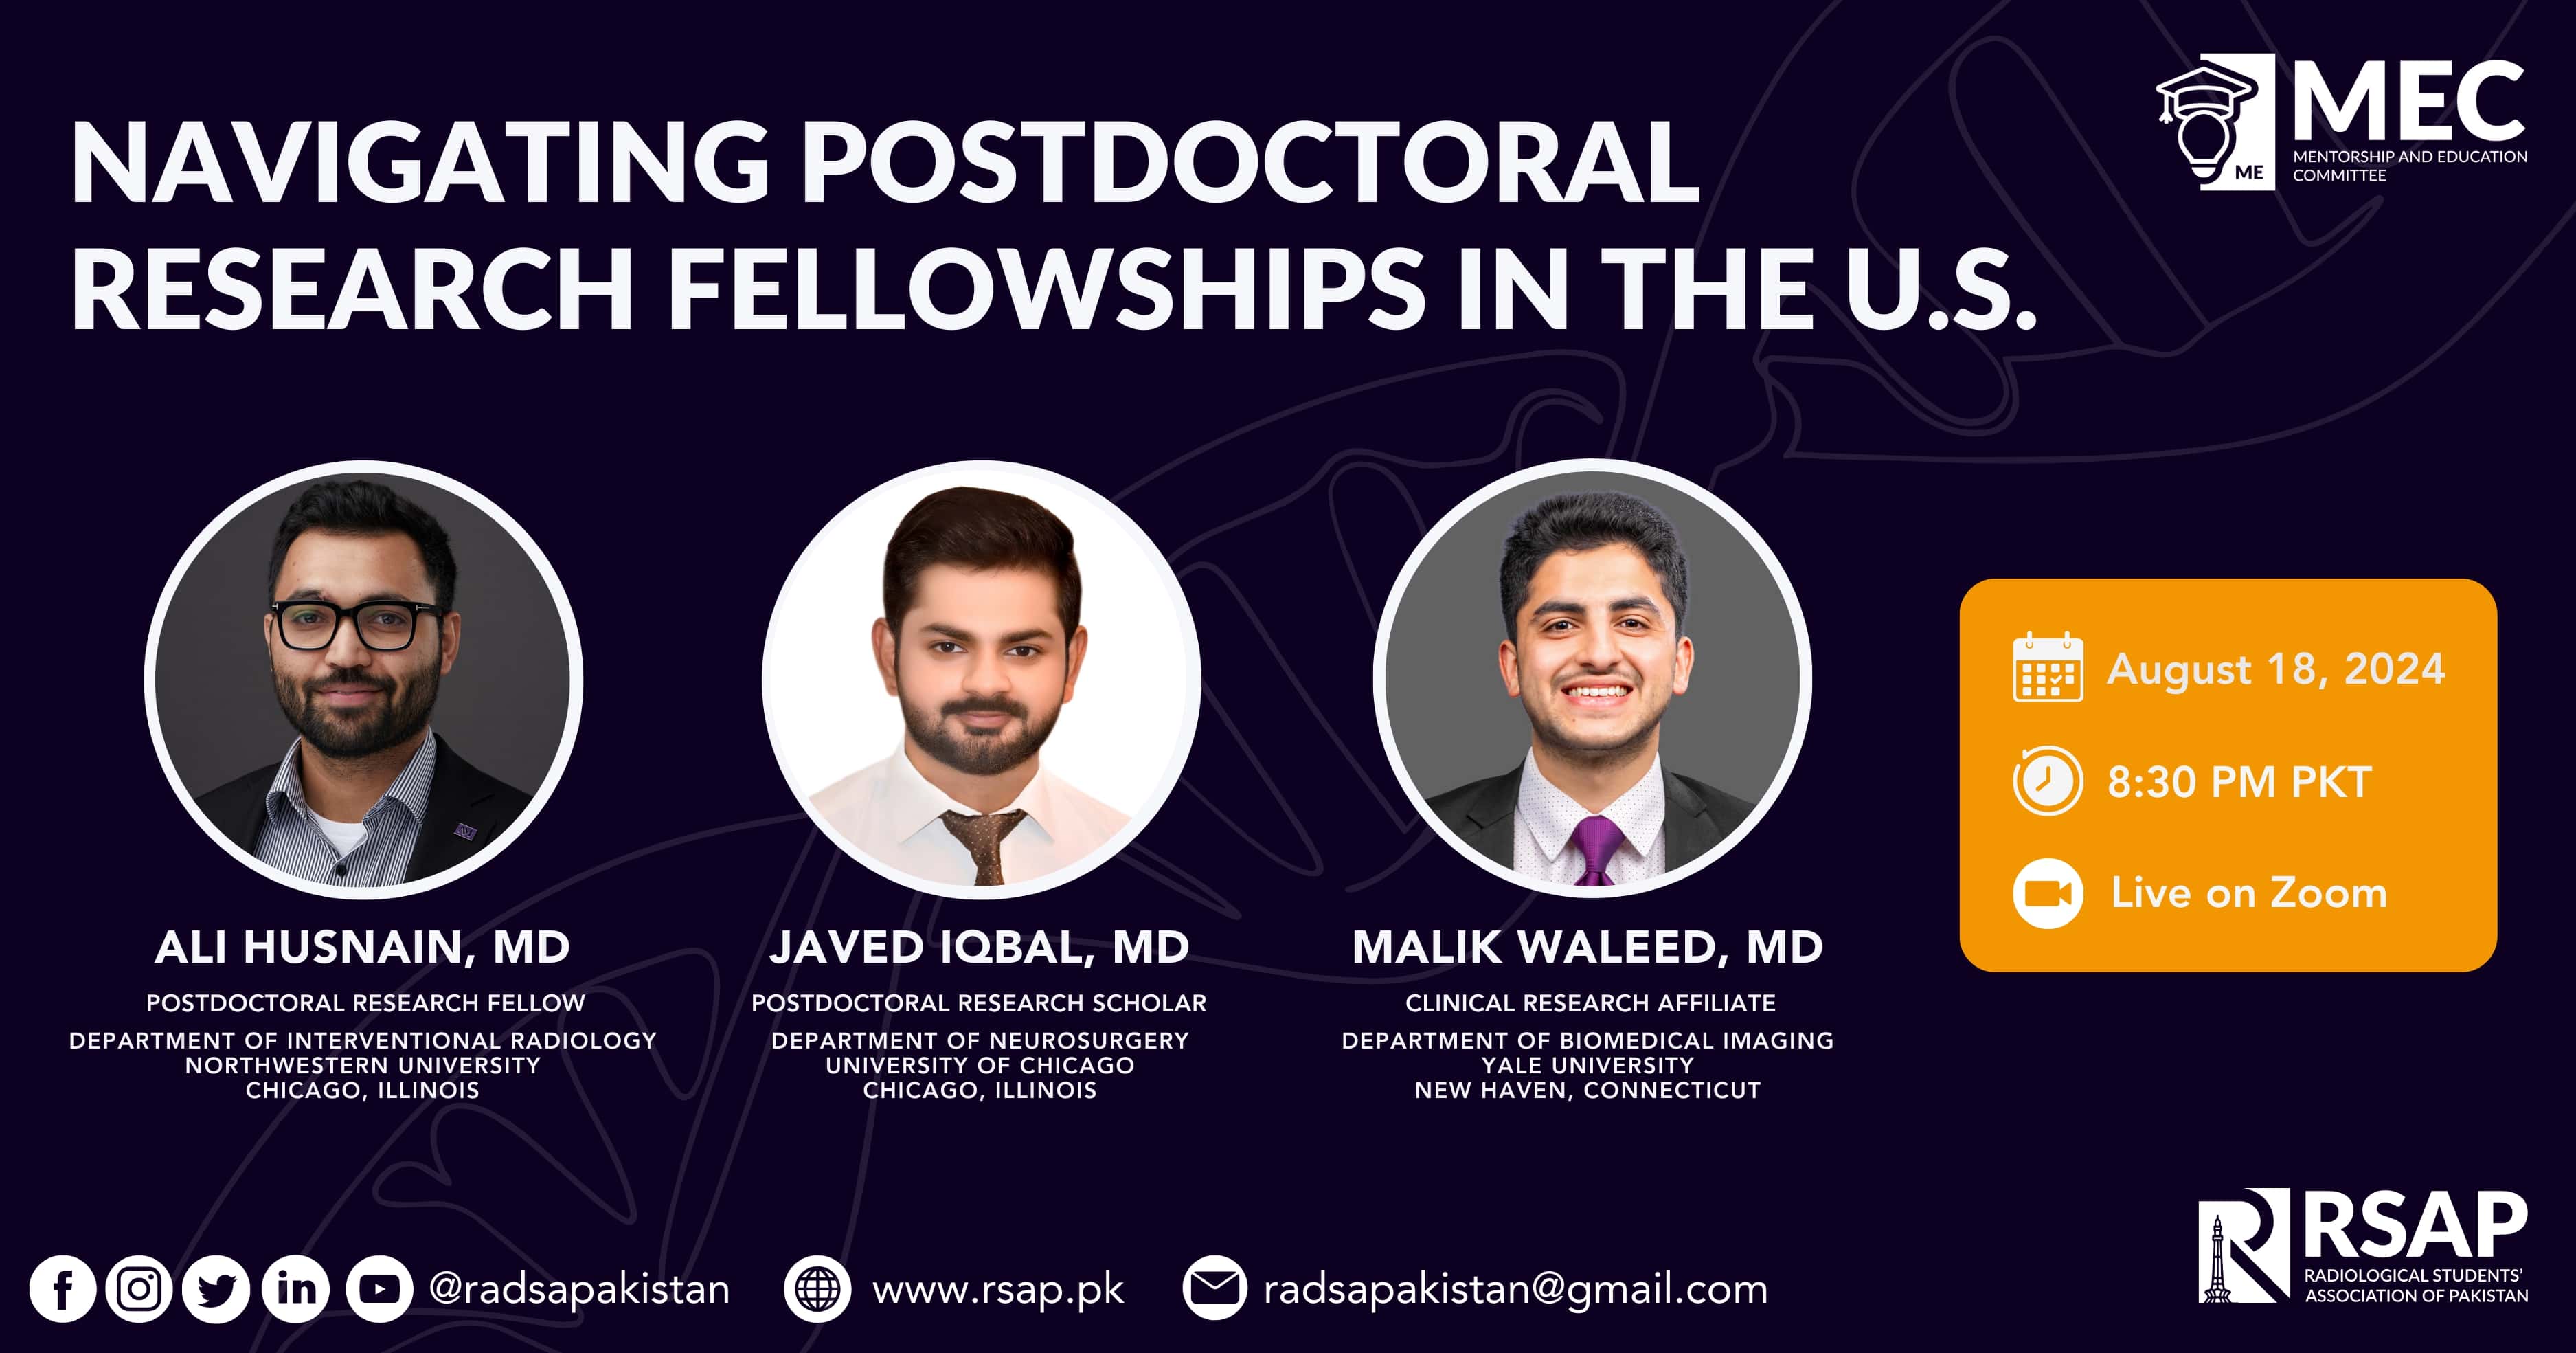 MEC
MENTORSHIP AND EDUCATION
COMMITTEE
ME
NAVIGATING POSTDOCTORAL
RESEARCH FELLOWSHIPS IN THE U.S.
ALI HUSNAIN, MD
POSTDOCTORAL RESEARCH FELLOW
DEPARTMENT OF INTERVENTIONAL RADIOLOGY
NORTHWESTERN UNIVERSITY
CHICAGO, ILLINOIS
JAVED IQBAL, MD
POSTDOCTORAL RESEARCH SCHOLAR
DEPARTMENT OF NEUROSURGERY
UNIVERSITY OF CHICAGO
CHICAGO, ILLINOIS
MALIK WALEED, MD
CLINICAL RESEARCH AFFILIATE
DEPARTMENT OF BIOMEDICAL IMAGING
YALE UNIVERSITY
NEW HAVEN, CONNECTICUT
August 18, 2024
8:30 PM PKT
Live on Zoom
@radsapakistan
www.rsap.pk
radsapakistan@gmail.com
RSAP
RADIOLOGICAL STUDENTS'
ASSOCIATION OF PAKISTAN